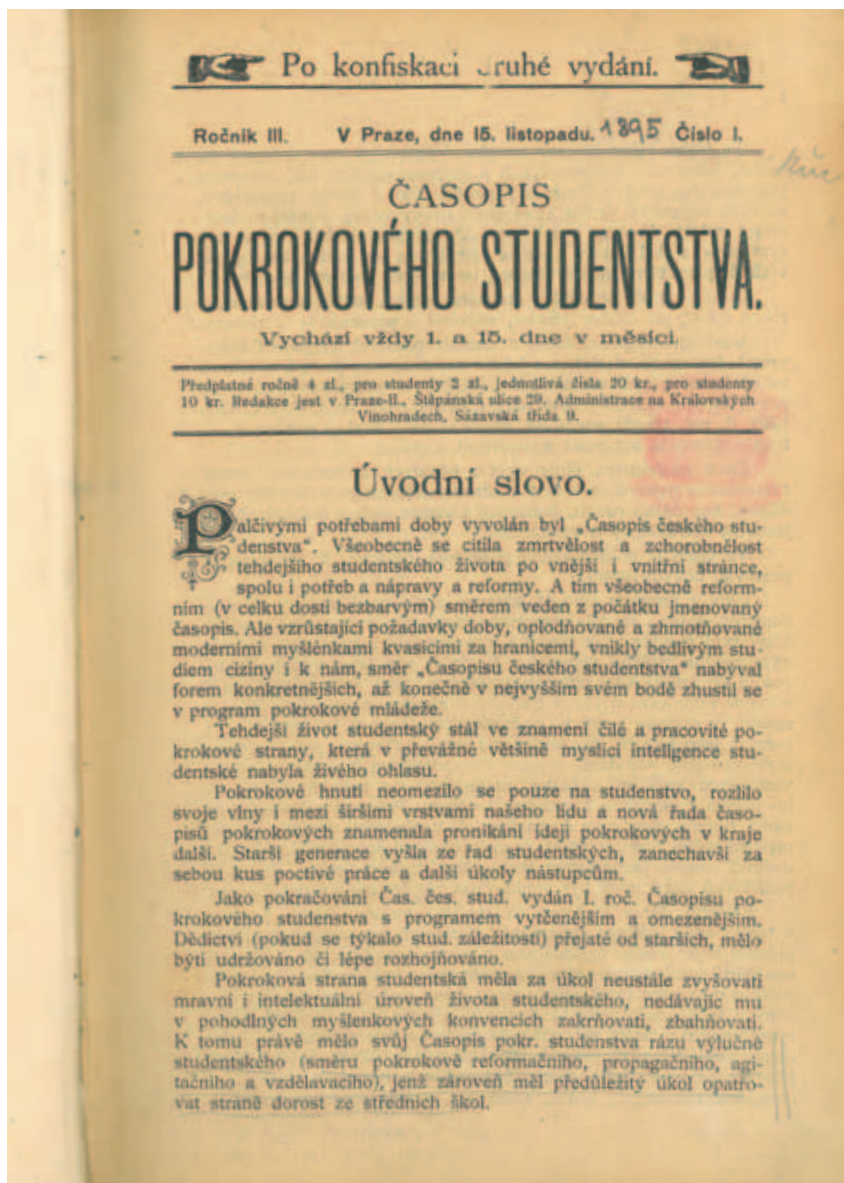 Po konfiskaci druhé vydání.
Ročník III. V Praze, dne 15. listopadu. 1895 Číslo 1.
ČASOPIS
POKROKOVÉHO STUDENTSTVA.
Vychází vždy 1. a 15. dne v měsíci.
Předplatné ročně 4 zl., pro studenty 2 zl., jednotlivá čísla 20 kr., pro studenty
10 kr. Redakce jest v Praze-II., Štěpánská ulice 29. Administrace na Královských
Vinohradech, Sázavská třída 9.
Úvodní slovo.
Palčivými potřebami doby vyvolán byl „Časopis českého stu-
denstva“. Všeobecně se cítila zmrtvělost a zchorobnělost
tehdejšího studentského života po vnější i vnitřní stránce,
spolu i potřeb a nápravy a reformy. A tím všeobecně reform-
ním (v celku dosti bezbarvým) směrem veden z počátku jmenovaný
časopis. Ale vzrůstající požadavky doby, oplodňované a zhmotňované
moderními myšlénkami kvasícími za hranicemi, vnikly bedlivým stu-
diem ciziny i k nám, směr „Časopisu českého studentstva“ nabýval
forem konkretnějších, až konečně v nejvyšším svém bodě zhustil se
v program pokrokové mládeže.
Tehdejší život studentský stál ve znamení čilé a pracovité po-
krokové strany, která v převážné většině myslící inteligence stu-
dentské nabyla živého ohlasu.
Pokrokové hnutí neomezilo se pouze na studenstvo, rozlilo
svoje vlny i mezi širšími vrstvami našeho lidu a nová řada časo-
pisů pokrokových znamenala pronikání idejí pokrokových v kraje
další. Starší generace vyšla ze řad studentských, zanechavši za
sebou kus poctivé práce a další úkoly nástupcům.
Jako pokračování Čas. čes. stud. vydán I. roč. Časopisu po-
krokového studenstva s programem vytčenějším a omezenějším.
Dědictví (pokud se týkalo stud. záležitostí) přejaté od starších, mělo
býti udržováno či lépe rozhojňováno.
Pokroková strana studentská měla za úkol neustále zvyšovati
mravní i intelektuální úroveň života studentského, nedávajíc mu
v pohodlných myšlenkových konvencích zakrňovati, zbahňovati.
K tomu právě mělo svůj Časopis pokr. studenstva rázu výlučně
studentského (směru pokrokově reformačního, propagačního, agi-
tačního a vzdělavacího), jenž zároveň měl předůležitý úkol opatřo-
vat straně dorost ze středních škol.